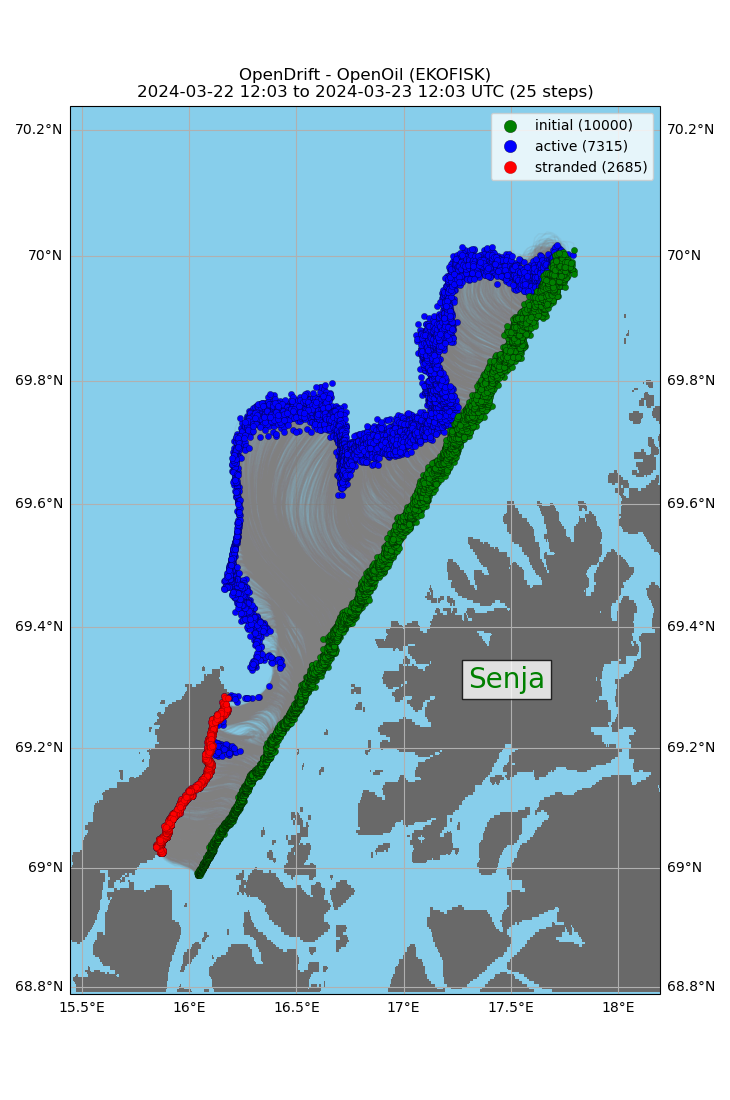 OpenDrift - OpenOil (EKOFISK)
2024-03-22 12:03 to 2024-03-23 12:03 UTC (25 steps)
initial (10000)
active (7315)
stranded (2685)
70.2°N 70.2°N
70°N 70°N
69.8°N 69.8°N
69.6°N 69.6°N
69.4°N 69.4°N
Senja
69.2°N 69.2°N
69°N 69°N
68.8°N 68.8°N
15.5°E 16°E 16.5°E 17°E 17.5°E 18°E